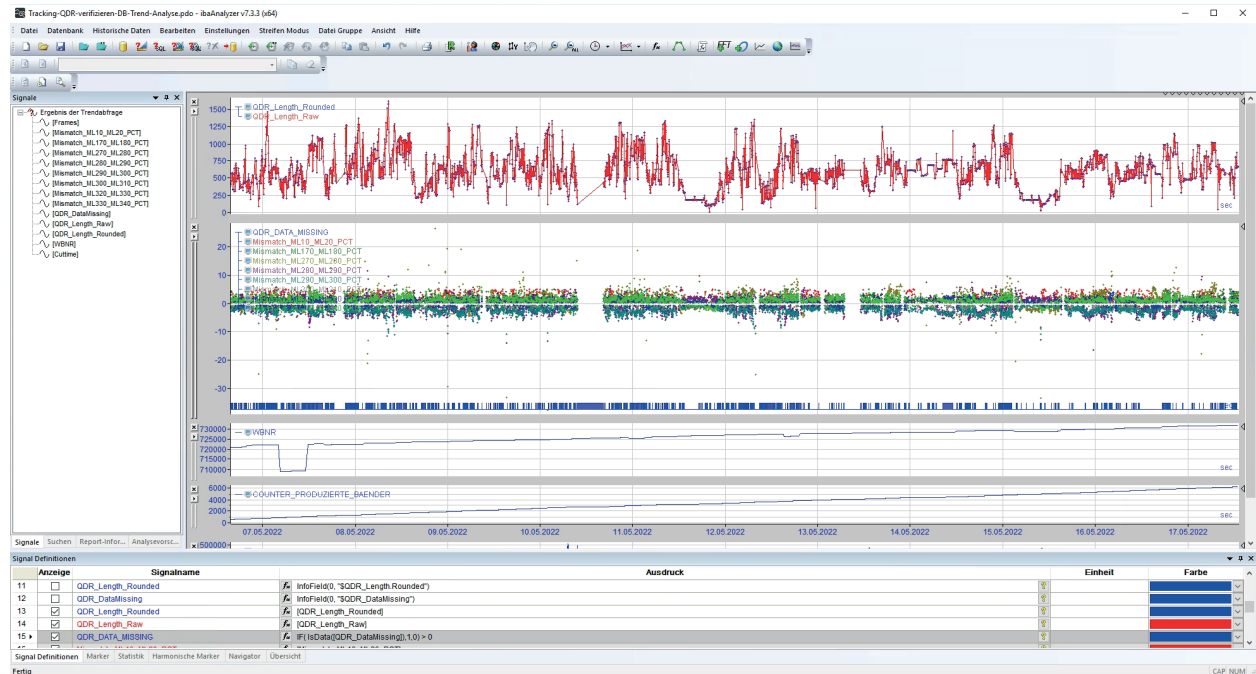 Tracking-QDR-verifizieren-DB-Trend-Analyse.pdo - ibaAnalyzer v7.3.3 (x64)
Datei Datenbank Historische Daten Bearbeiten Einstellungen Streifen Modus Datei Gruppe Ansicht Hilfe
Signale
Ergebnis der Trendabfrage
[Frames]
[Mismatch_ML10_ML20_PCT]
[Mismatch_ML170_ML180_PCT]
[Mismatch_ML270_ML280_PCT]
[Mismatch_ML280_ML290_PCT]
[Mismatch_ML290_ML300_PCT]
[Mismatch_ML300_ML310_PCT]
[Mismatch_ML320_ML330_PCT]
[Mismatch_ML330_ML340_PCT]
[QDR_DataMissing]
[QDR_Length_Raw]
[QDR_Length_Rounded]
[WBNR]
[Cuttime]
Signale Suchen Report-Infor... Analysevorsc...
QDR_Length_Rounded
QDR_Length_Raw
1500
1250
1000
750
500
250
0
sec
QDR_DATA_MISSING
Mismatch_ML10_ML20_PCT
Mismatch_ML170_ML180_PCT
Mismatch_ML270_ML280_PCT
Mismatch_ML280_ML290_PCT
Mismatch_ML290_ML300_PCT
20
10
0
-10
-20
-30
WBNR
730000
725000
720000
715000
710000
sec
COUNTER_PRODUZIERTE_BAENDER
6000
4000
2000
0
sec
07.05.2022 08.05.2022 09.05.2022 10.05.2022 11.05.2022 12.05.2022 13.05.2022 14.05.2022 15.05.2022 16.05.2022 17.05.2022
500000
Signal Definitionen
Anzeige Signalname Ausdruck Einheit Farbe
11 QDR_Length_Rounded InfoField(0, "$QDR_Length.Rounded")
12 QDR_DataMissing InfoField(0, "$QDR_DataMissing")
13 QDR_Length_Rounded [QDR_Length_Rounded]
14 QDR_Length_Raw [QDR_Length_Raw]
15 QDR_DATA_MISSING IF( IsData([QDR_DataMissing]),1,0) > 0
Signal Definitionen Marker Statistik Harmonische Marker Navigator Übersicht
Fertig CAP NUM